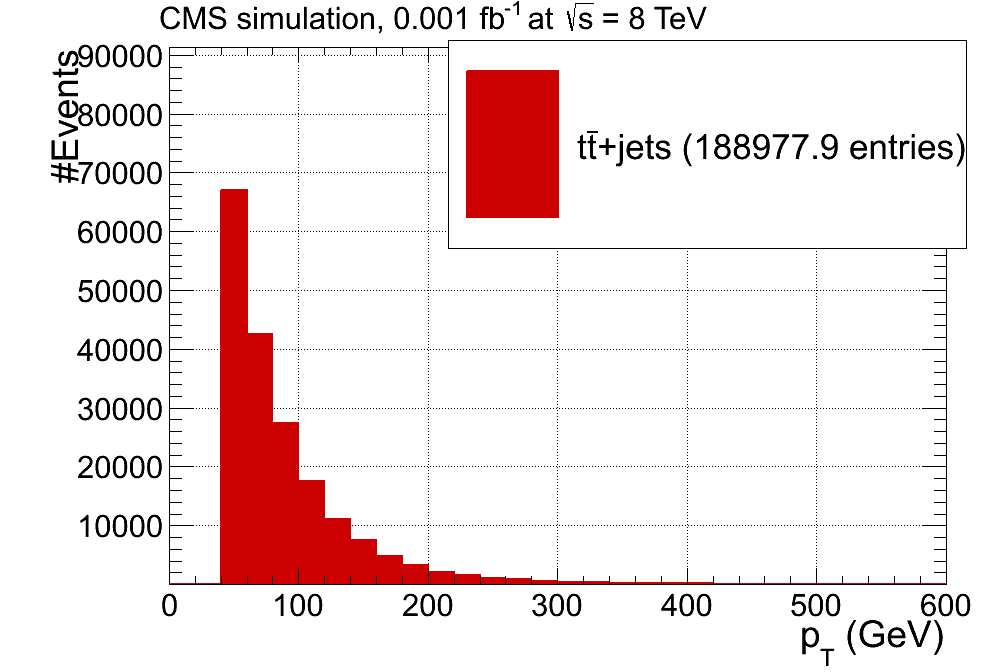 CMS simulation, 0.001 fb⁻¹ at √s = 8 TeV
#Events
90000
80000
70000
60000
50000
40000
30000
20000
10000
tt̄+jets (188977.9 entries)
0 100 200 300 400 500 600
p_T (GeV)